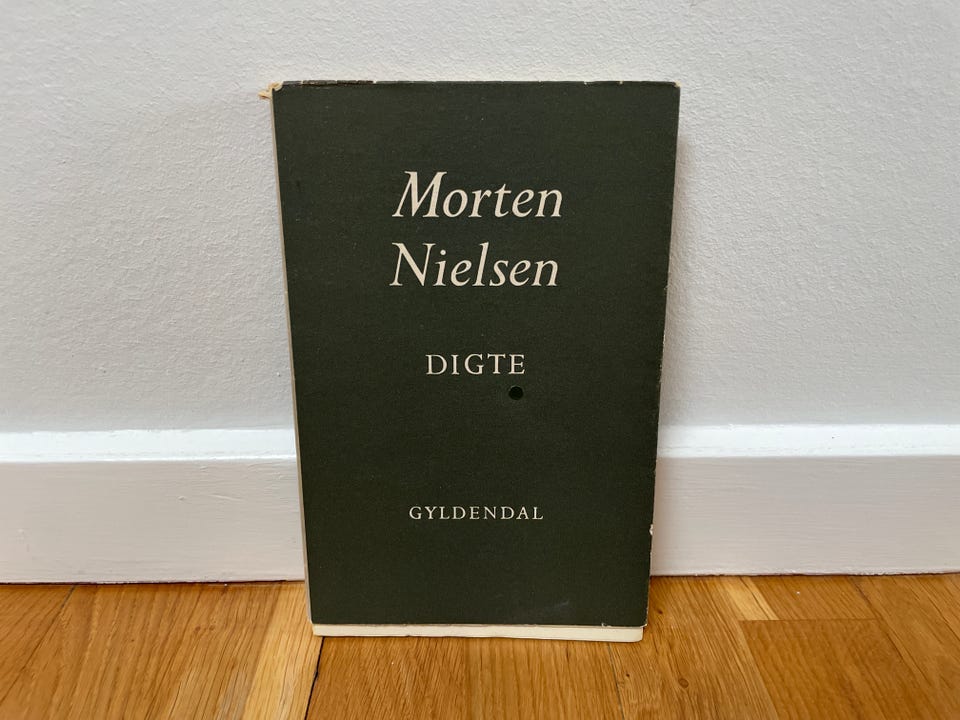 Morten
Nielsen
DIGTE
GYLDENDAL